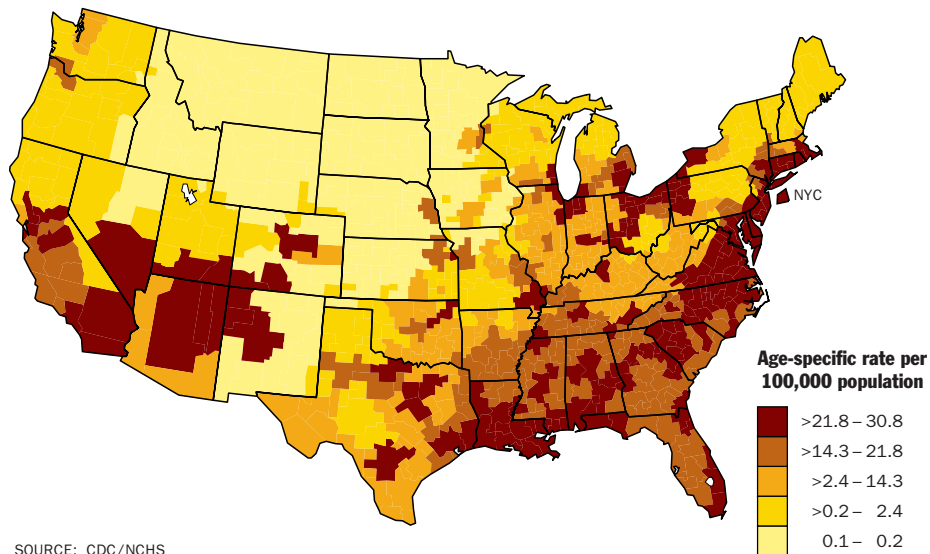 NYC
Age-specific rate per
100,000 population
>21.8 – 30.8
>14.3 – 21.8
>2.4 – 14.3
>0.2 – 2.4
0.1 – 0.2
SOURCE: CDC/NCHS